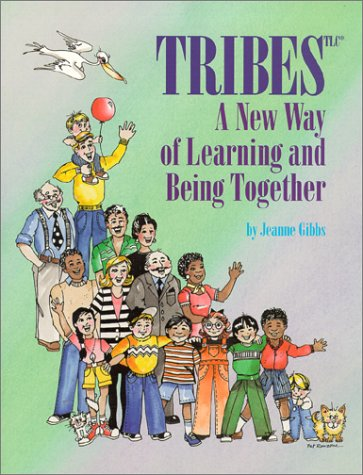 TRIBES TLC®
A New Way
of Learning and
Being Together
by Jeanne Gibbs